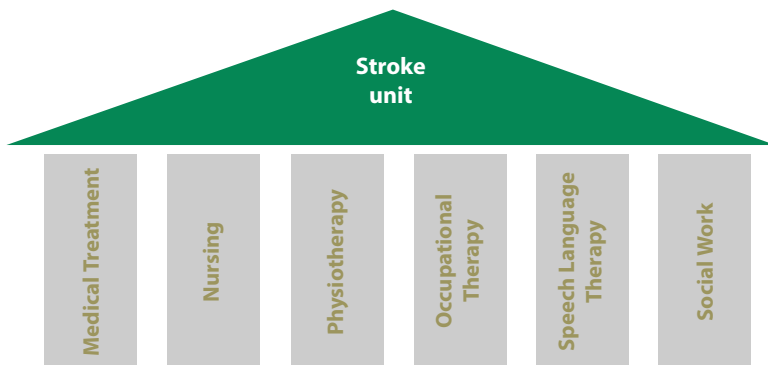 Stroke
unit
Medical Treatment
Nursing
Physiotherapy
Occupational
Therapy
Speech Language
Therapy
Social Work